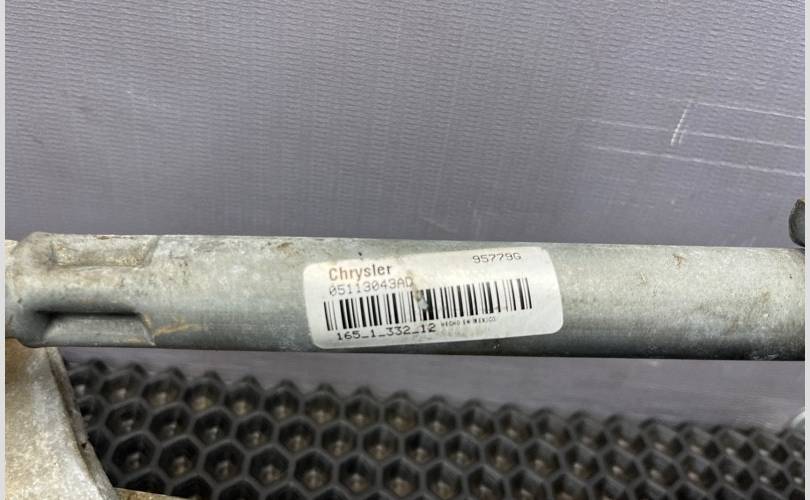 Chrysler 95779G
05113043AD
165_1_332_12 HECHO EN MEXICO